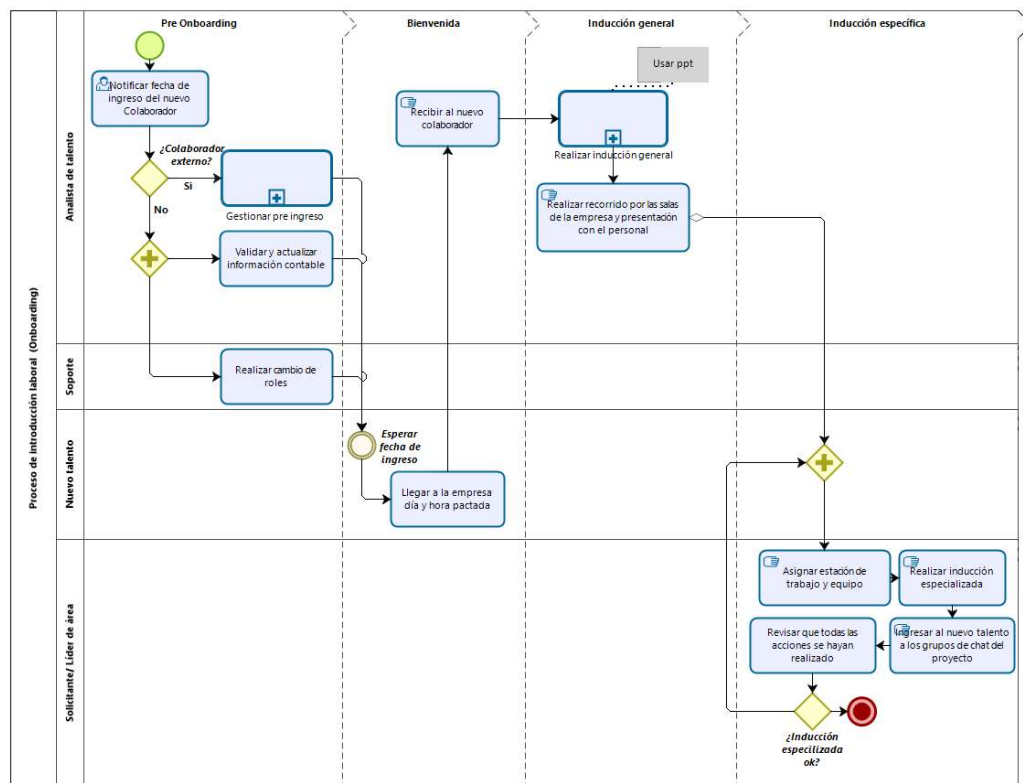 Pre Onboarding
Bienvenida
Inducción general
Inducción específica
Proceso de introducción laboral (Onboarding)
Analista de talento
Notificar fecha de
ingreso del nuevo
Colaborador
¿Colaborador
externo?
Si
No
Gestionar pre ingreso
Validar y actualizar
información contable
Recibir al nuevo
colaborador
Usar ppt
Realizar inducción general
Realizar recorrido por las salas
de la empresa y presentación
con el personal
Soporte
Realizar cambio de
roles
Nuevo talento
Esperar
fecha de
ingreso
Llegar a la empresa
día y hora pactada
Solicitante/ Líder de área
Asignar estación de
trabajo y equipo
Realizar inducción
especializada
Revisar que todas las
acciones se hayan
realizado
Ingresar al nuevo talento
a los grupos de chat del
proyecto
¿Inducción
especilizada
ok?